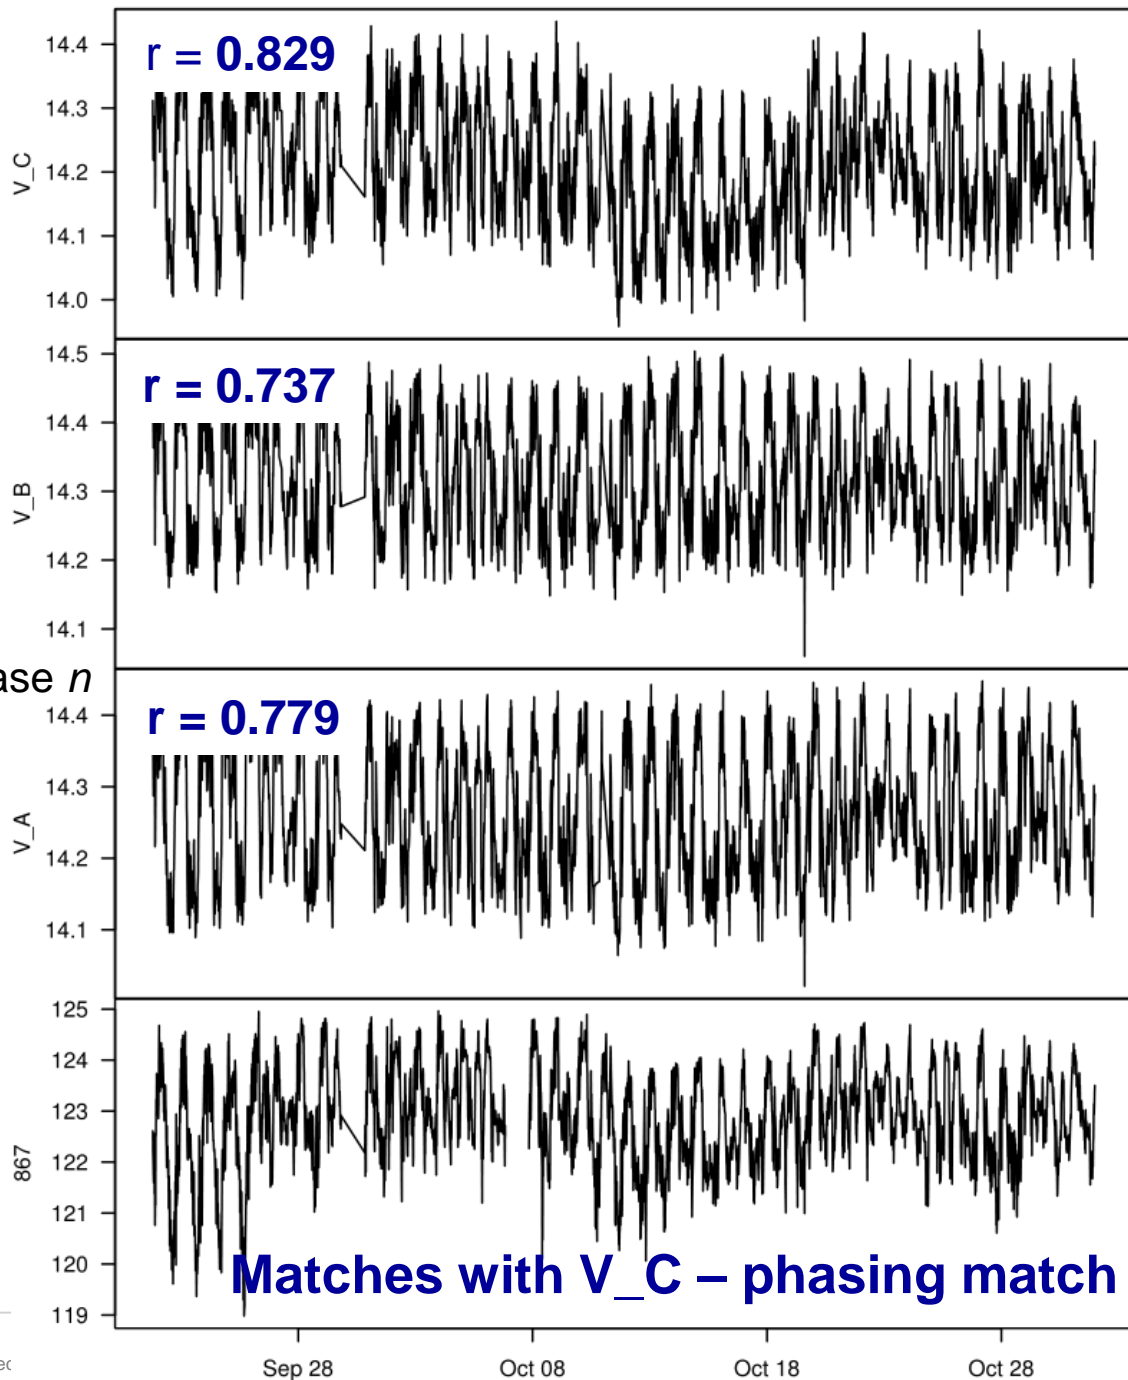 14.4
r = 0.829
14.3
V_C
14.2
14.1
14.0
14.5
r = 0.737
14.4
V_B
14.3
14.2
14.1
n
14.4
r = 0.779
14.3
V_A
14.2
14.1
125
124
123
867
122
121
120
Matches with V_C – phasing match
119
Sep 28
Oct 08
Oct 18
Oct 28